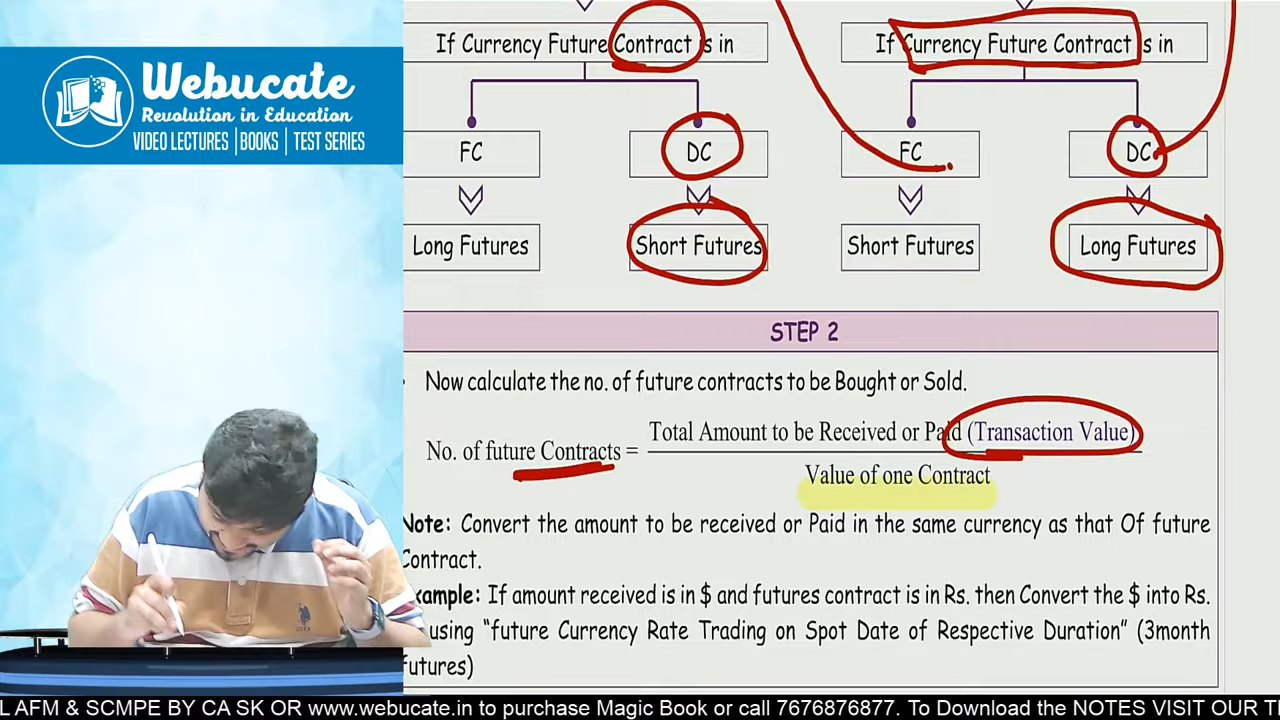 Webucate
Revolution in Education
VIDEO LECTURES | BOOKS | TEST SERIES
If Currency Future Contract is in
If Currency Future Contract is in
FC
DC
FC
DC
Long Futures
Short Futures
Short Futures
Long Futures
STEP 2
Now calculate the no. of future contracts to be Bought or Sold.
No. of future Contracts = Total Amount to be Received or Paid (Transaction Value)
Value of one Contract
Note: Convert the amount to be received or Paid in the same currency as that Of future
Contract.
xample: If amount received is in $ and futures contract is in Rs. then Convert the $ into Rs.
using “future Currency Rate Trading on Spot Date of Respective Duration” (3month
futures)
L AFM & SCMPE BY CA SK OR www.webucate.in to purchase Magic Book or call 7676876877. To Download the NOTES VISIT OUR T